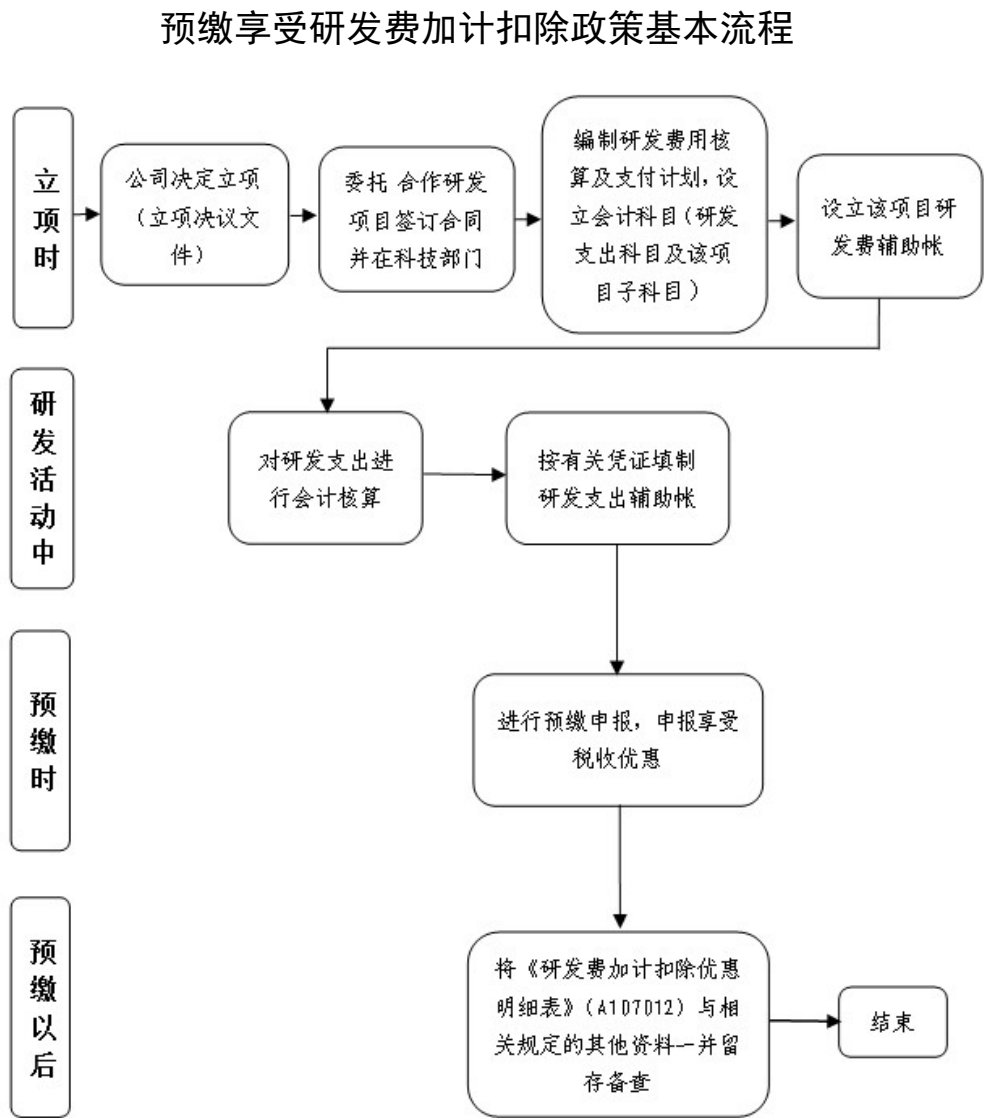 预缴享受研发费加计扣除政策基本流程
立
项
时
公司决定立项
（立项决议文
件）
委托 合作研发
项目签订合同
并在科技部门
编制研发费用核
算及支付计划，设
立会计科目（研发
支出科目及该项
目子科目）
设立该项目研
发费辅助帐
研
发
活
动
中
对研发支出进
行会计核算
按有关凭证填制
研发支出辅助帐
预
缴
时
进行预缴申报，申报享受
税收优惠
预
缴
以
后
将《研发费加计扣除优惠
明细表》（A107012）与相
关规定的其他资料一并留
存备查
结束